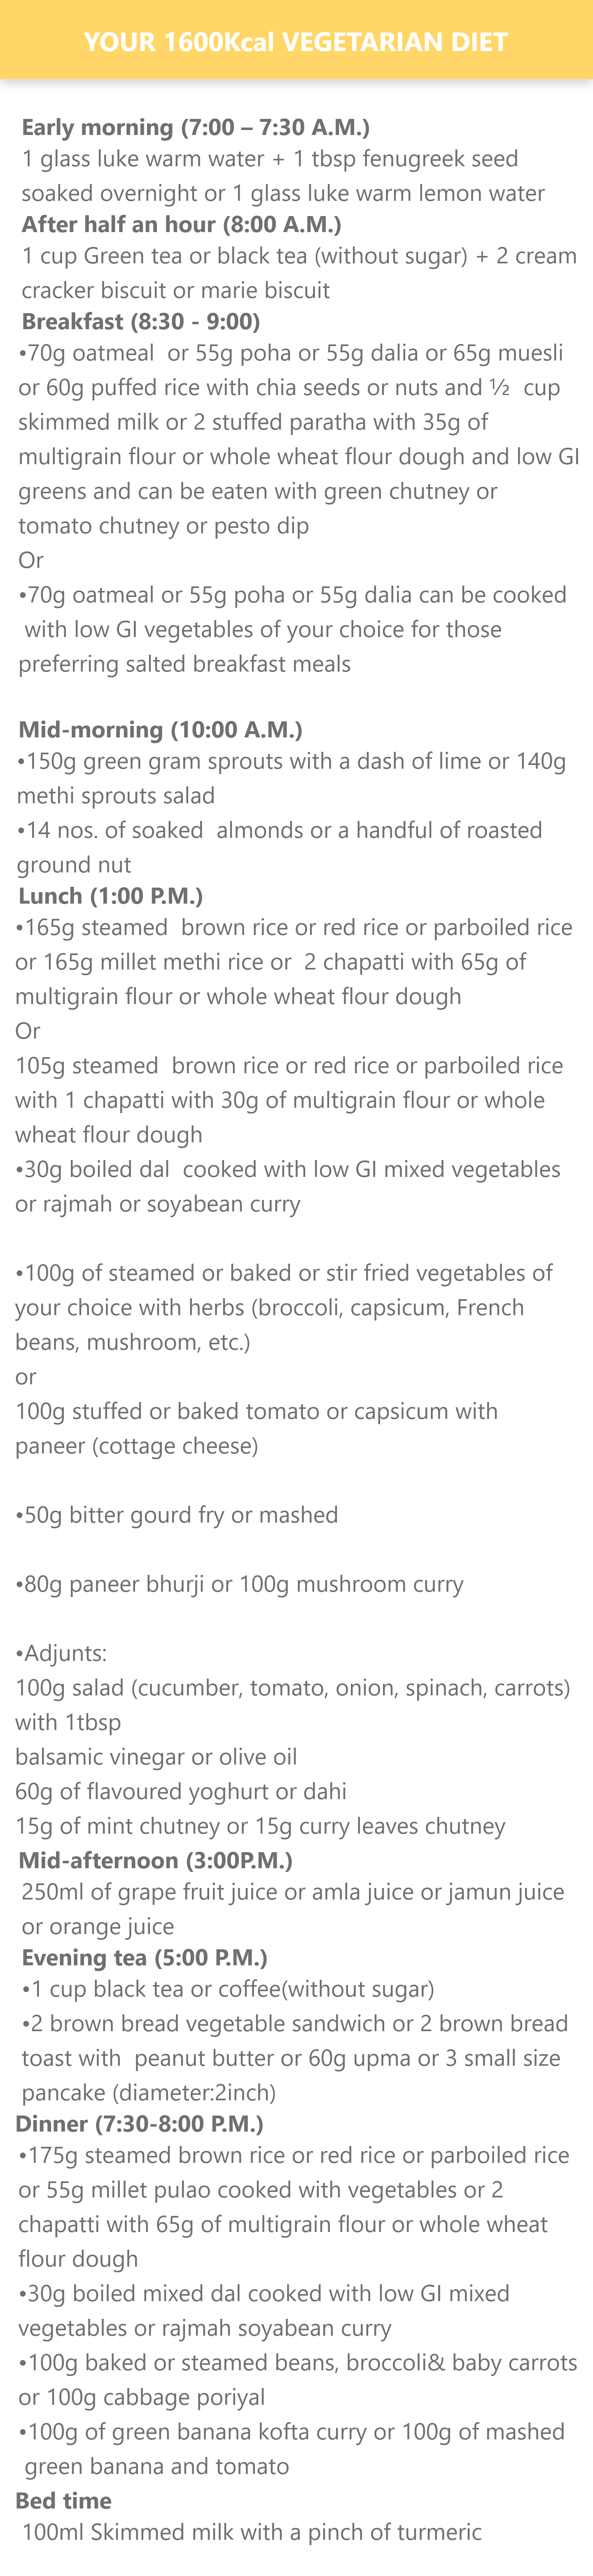 YOUR 1600Kcal VEGETARIAN DIET
Early morning (7:00 – 7:30 A.M.)
1 glass luke warm water + 1 tbsp fenugreek seed
soaked overnight or 1 glass luke warm lemon water
After half an hour (8:00 A.M.)
1 cup Green tea or black tea (without sugar) + 2 cream
cracker biscuit or marie biscuit
Breakfast (8:30 - 9:00)
•70g oatmeal or 55g poha or 55g dalia or 65g muesli
or 60g puffed rice with chia seeds or nuts and ½ cup
skimmed milk or 2 stuffed paratha with 35g of
multigrain flour or whole wheat flour dough and low GI
greens and can be eaten with green chutney or
tomato chutney or pesto dip
Or
•70g oatmeal or 55g poha or 55g dalia can be cooked
with low GI vegetables of your choice for those
preferring salted breakfast meals
Mid-morning (10:00 A.M.)
•150g green gram sprouts with a dash of lime or 140g
methi sprouts salad
•14 nos. of soaked almonds or a handful of roasted
ground nut
Lunch (1:00 P.M.)
•165g steamed brown rice or red rice or parboiled rice
or 165g millet methi rice or 2 chapatti with 65g of
multigrain flour or whole wheat flour dough
Or
105g steamed brown rice or red rice or parboiled rice
with 1 chapatti with 30g of multigrain flour or whole
wheat flour dough
•30g boiled dal cooked with low GI mixed vegetables
or rajmah or soyabean curry
•100g of steamed or baked or stir fried vegetables of
your choice with herbs (broccoli, capsicum, French
beans, mushroom, etc.)
or
100g stuffed or baked tomato or capsicum with
paneer (cottage cheese)
•50g bitter gourd fry or mashed
•80g paneer bhurji or 100g mushroom curry
•Adjunts:
100g salad (cucumber, tomato, onion, spinach, carrots)
with 1tbsp
balsamic vinegar or olive oil
60g of flavoured yoghurt or dahi
15g of mint chutney or 15g curry leaves chutney
Mid-afternoon (3:00P.M.)
250ml of grape fruit juice or amla juice or jamun juice
or orange juice
Evening tea (5:00 P.M.)
•1 cup black tea or coffee(without sugar)
•2 brown bread vegetable sandwich or 2 brown bread
toast with peanut butter or 60g upma or 3 small size
pancake (diameter:2inch)
Dinner (7:30-8:00 P.M.)
•175g steamed brown rice or red rice or parboiled rice
or 55g millet pulao cooked with vegetables or 2
chapatti with 65g of multigrain flour or whole wheat
flour dough
•30g boiled mixed dal cooked with low GI mixed
vegetables or rajmah soyabean curry
•100g baked or steamed beans, broccoli& baby carrots
or 100g cabbage poriyal
•100g of green banana kofta curry or 100g of mashed
green banana and tomato
Bed time
100ml Skimmed milk with a pinch of turmeric